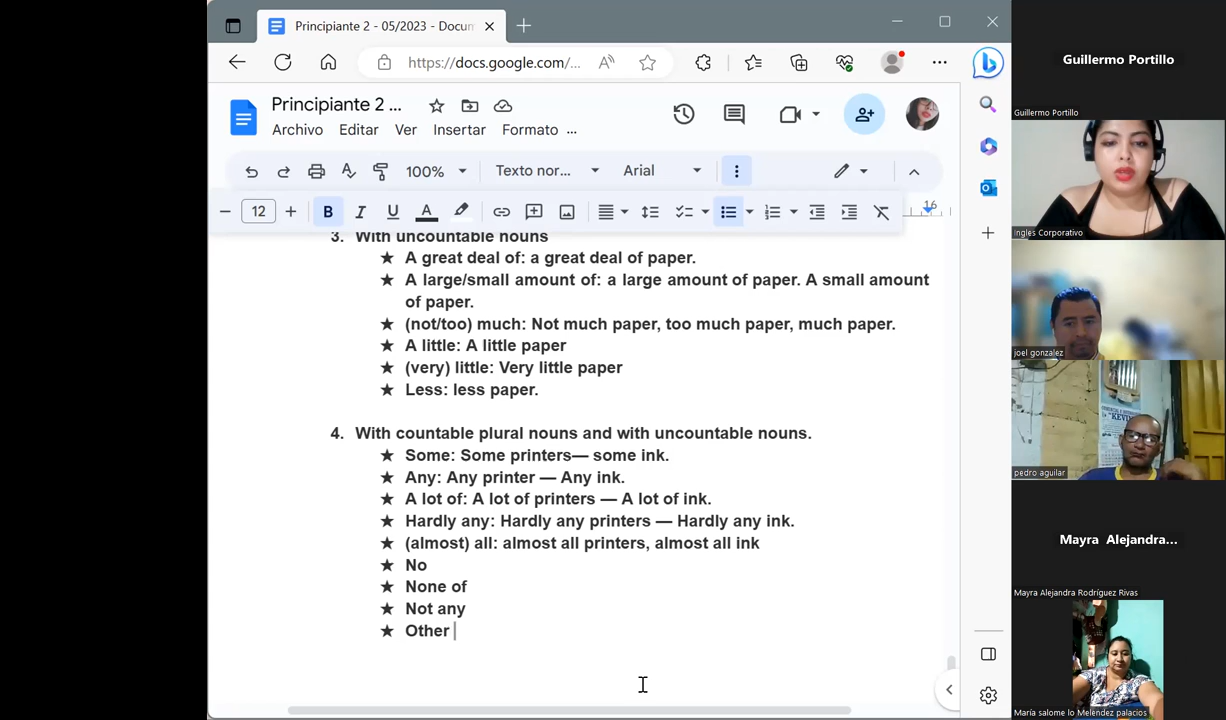 Principiante 2 - 05/2023 - Docum
https://docs.google.com/...
Principiante 2 ...
Archivo Editar Ver Insertar Formato ...
100% Texto nor... Arial
12
16
3. With uncountable nouns
★ A great deal of: a great deal of paper.
★ A large/small amount of: a large amount of paper. A small amount
of paper.
★ (not/too) much: Not much paper, too much paper, much paper.
★ A little: A little paper
★ (very) little: Very little paper
★ Less: less paper.
4. With countable plural nouns and with uncountable nouns.
★ Some: Some printers— some ink.
★ Any: Any printer — Any ink.
★ A lot of: A lot of printers — A lot of ink.
★ Hardly any: Hardly any printers — Hardly any ink.
★ (almost) all: almost all printers, almost all ink
★ No
★ None of
★ Not any
★ Other
Guillermo Portillo
Guillermo Portillo
Ingles Corporativo
joel gonzalez
pedro aguilar
Mayra Alejandra...
Mayra Alejandra Rodríguez Rivas
María salome lo Melendez palacios